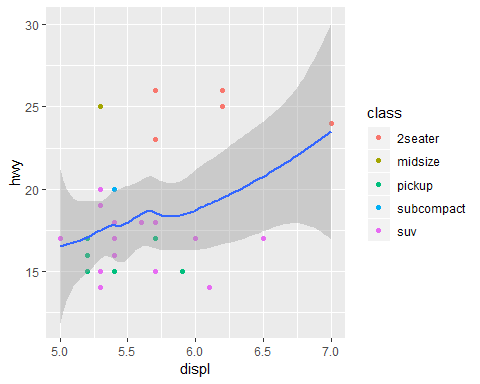 30
25
20
15
hwy
5.0 5.5 6.0 6.5 7.0
displ
class
2seater
midsize
pickup
subcompact
suv